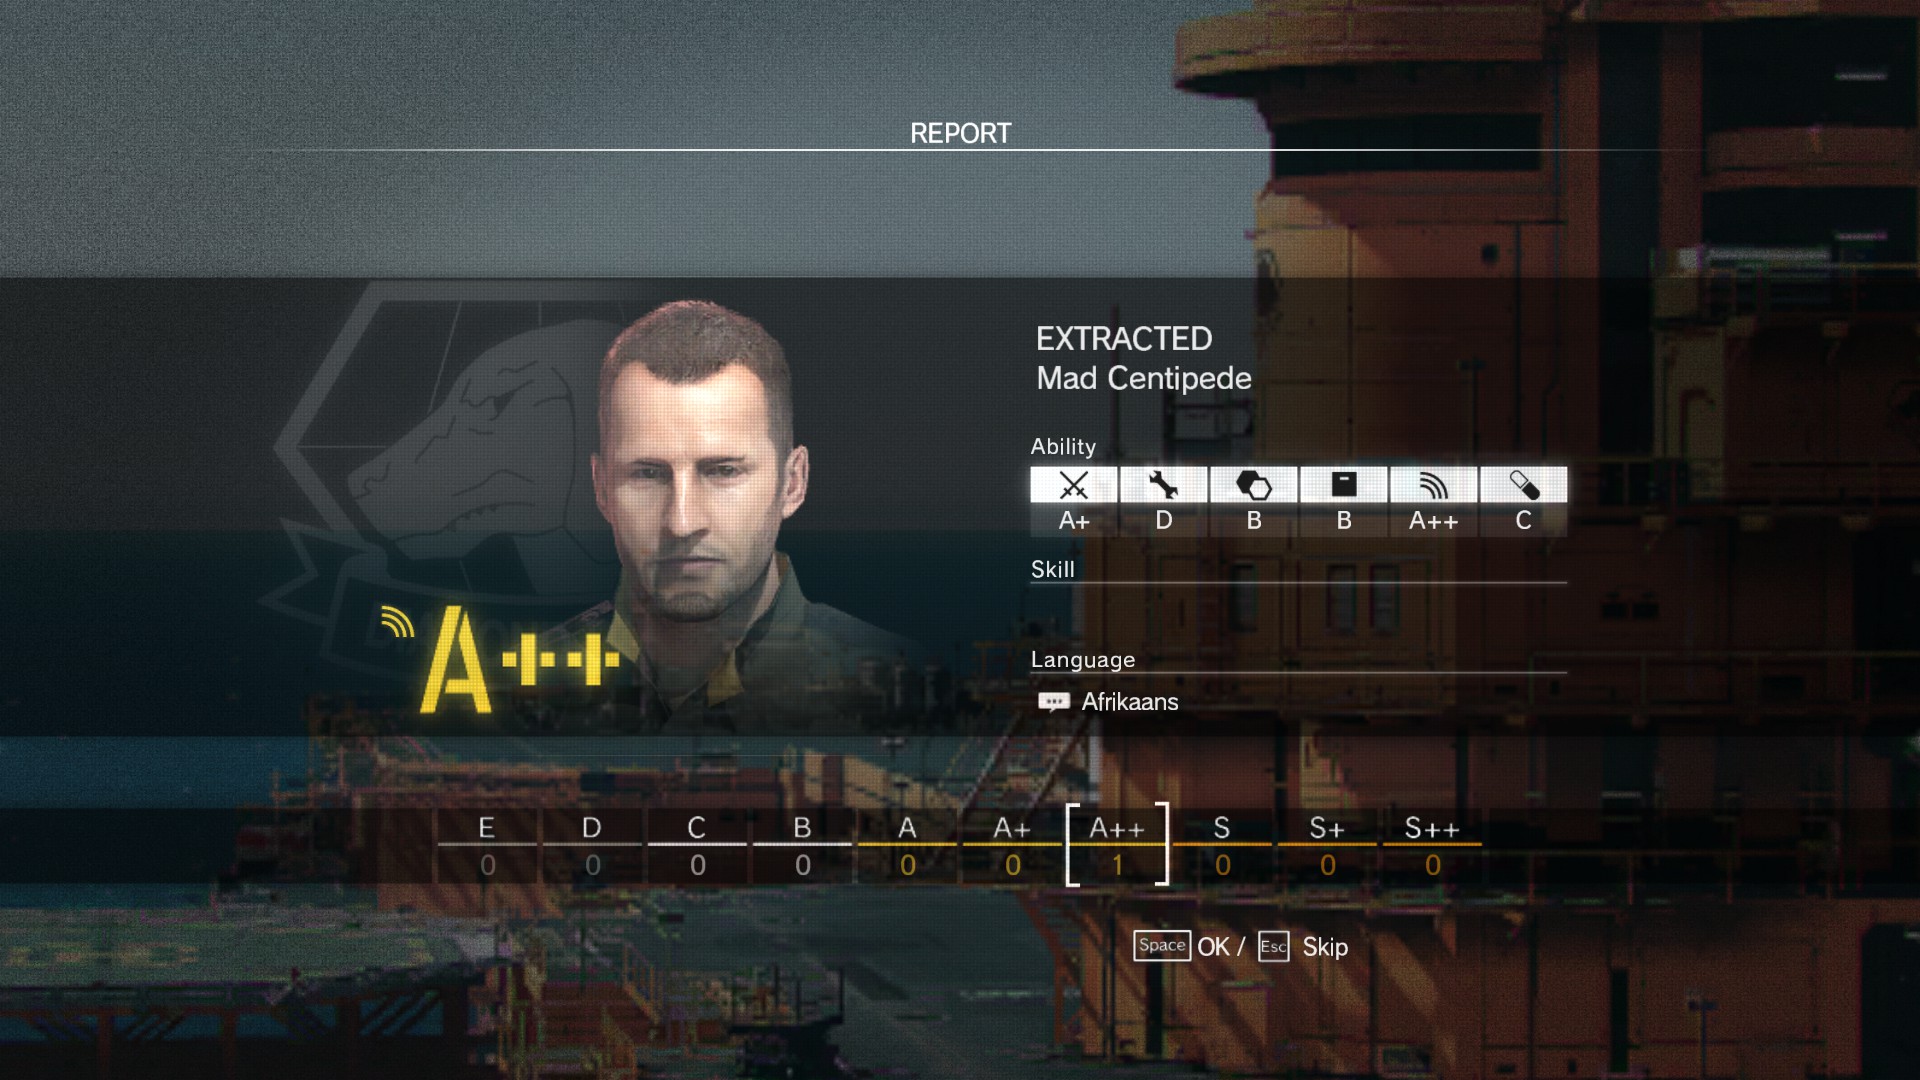 REPORT
EXTRACTED
Mad Centipede
Ability
A+ D B B A++ C
Skill
Language
Afrikaans
A++
E D C B A A+ A++ S S+ S++
0 0 0 0 0 0 1 0 0 0
Space OK / Esc Skip